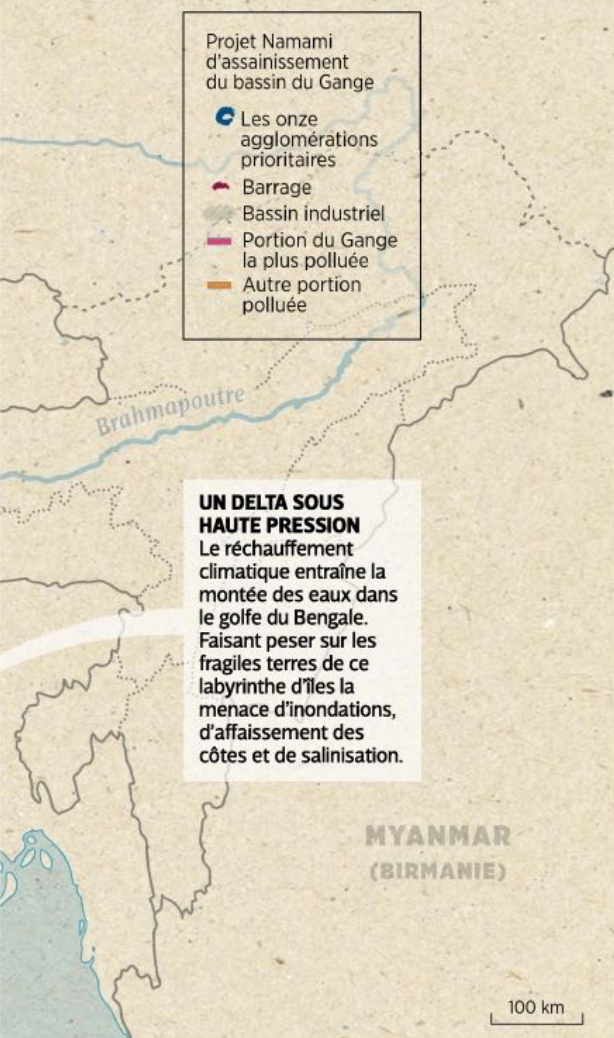 Projet Namami
d'assainissement
du bassin du Gange
Les onze
agglomérations
prioritaires
Barrage
Bassin industriel
Portion du Gange
la plus polluée
Autre portion
polluée
Brahmapoutre
UN DELTA SOUS
HAUTE PRESSION
Le réchauffement
climatique entraîne la
montée des eaux dans
le golfe du Bengale.
Faisant peser sur les
fragiles terres de ce
labyrinthe d'îles la
menace d'inondations,
d'affaissement des
côtes et de salinisation.
MYANMAR
(BIRMANIE)
100 km